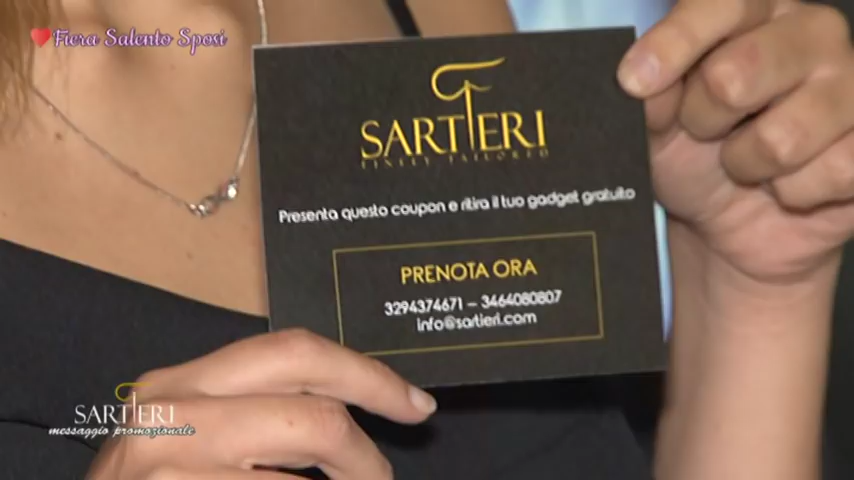 Fiera Salento Sposi
SARTIERI
FINELY TAILORED
Presenta questo coupon e ritira il tuo gadget gratuito
PRENOTA ORA
3294374671 – 3464080807
info@sartieri.com
SARTIERI
messaggio promozionale